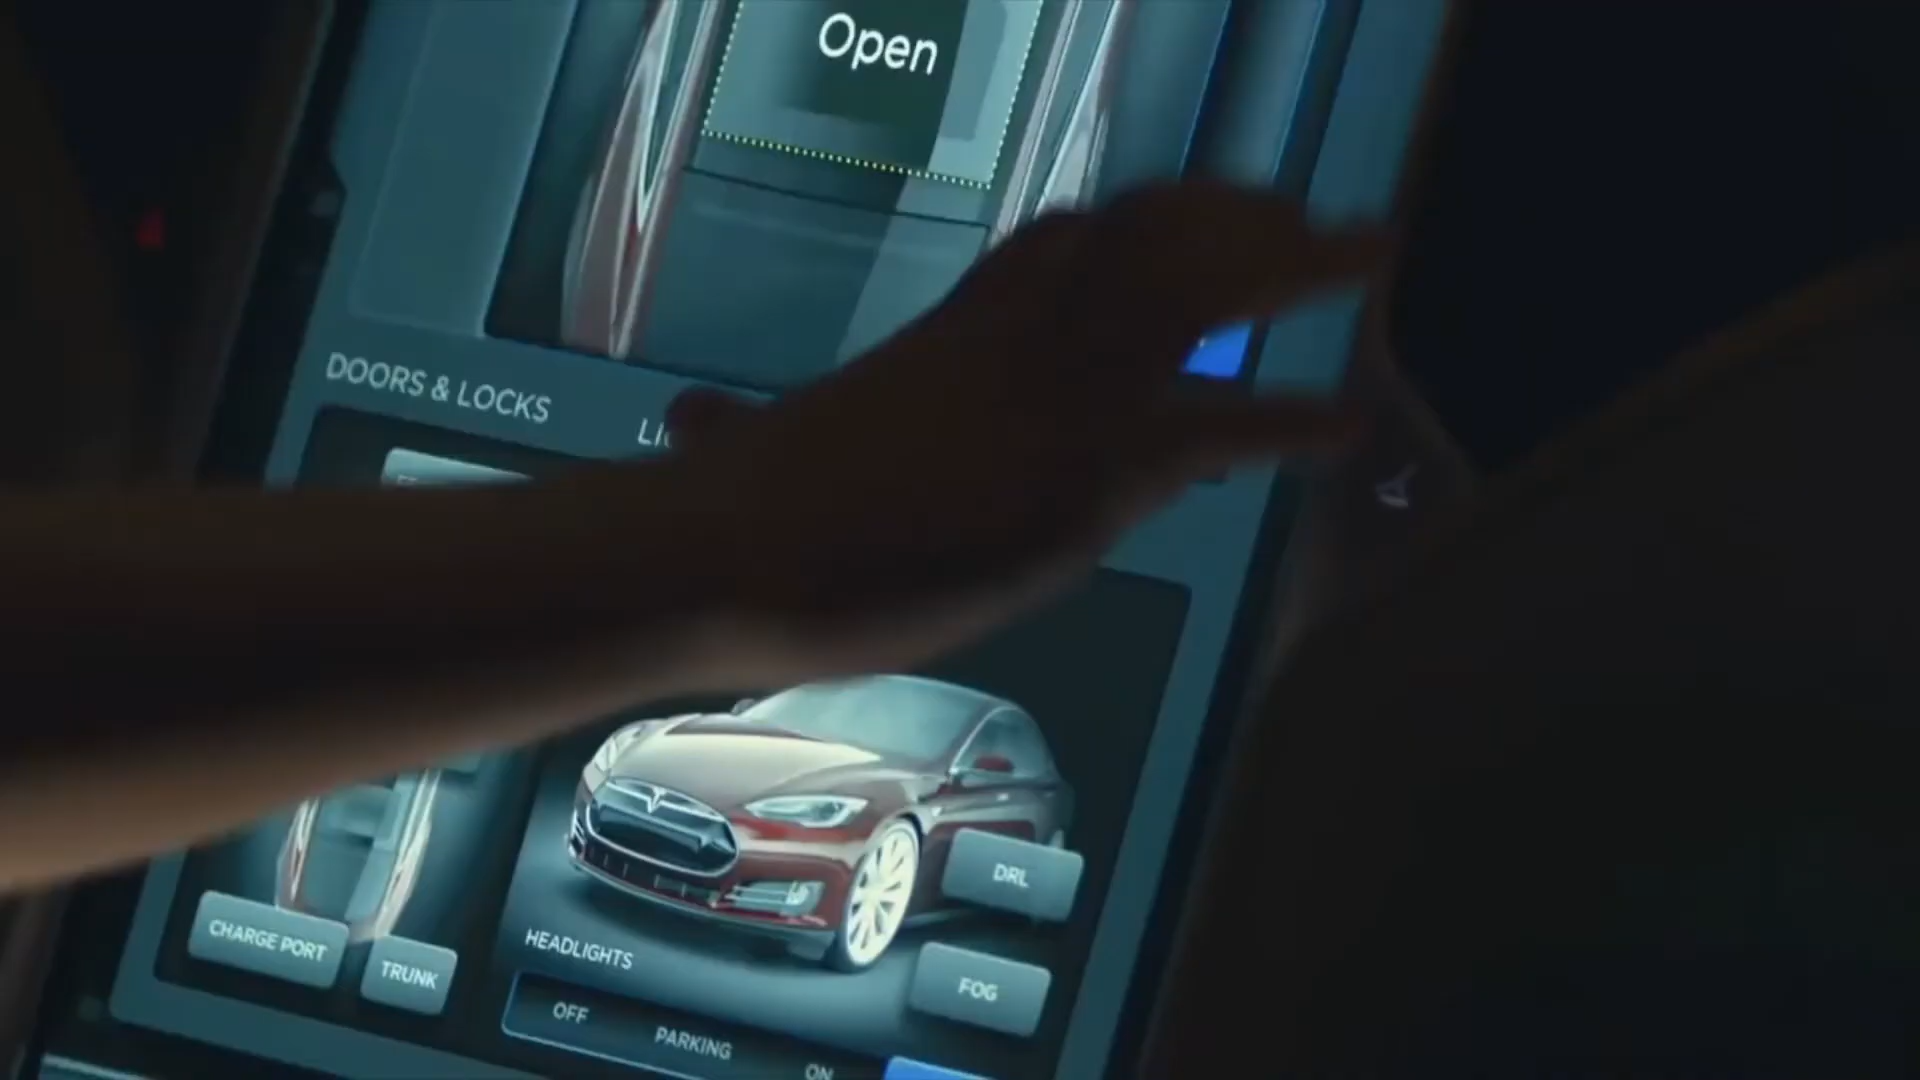 Open
DOORS & LOCKS
DRL
CHARGE PORT
TRUNK
HEADLIGHTS
FOG
OFF
PARKING
ON